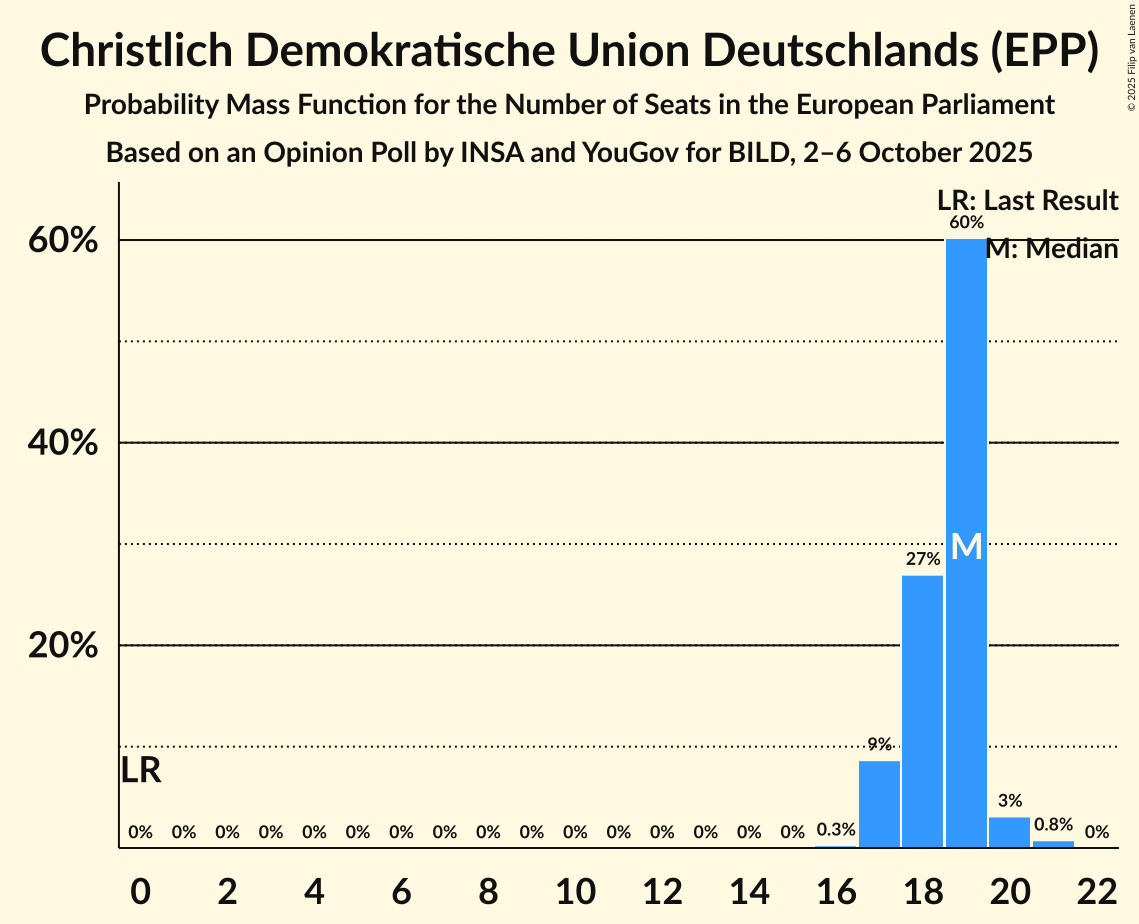 Christlich Demokratische Union Deutschlands (EPP)
Probability Mass Function for the Number of Seats in the European Parliament
Based on an Opinion Poll by INSA and YouGov for BILD, 2–6 October 2025
© 2025 Filip van Laenen
LR: Last Result
M: Median
60%
40%
20%
LR
M
0% 0% 0% 0% 0% 0% 0% 0% 0% 0% 0% 0% 0% 0% 0% 0% 0.3% 9% 27% 60% 3% 0.8% 0%
0 2 4 6 8 10 12 14 16 18 20 22